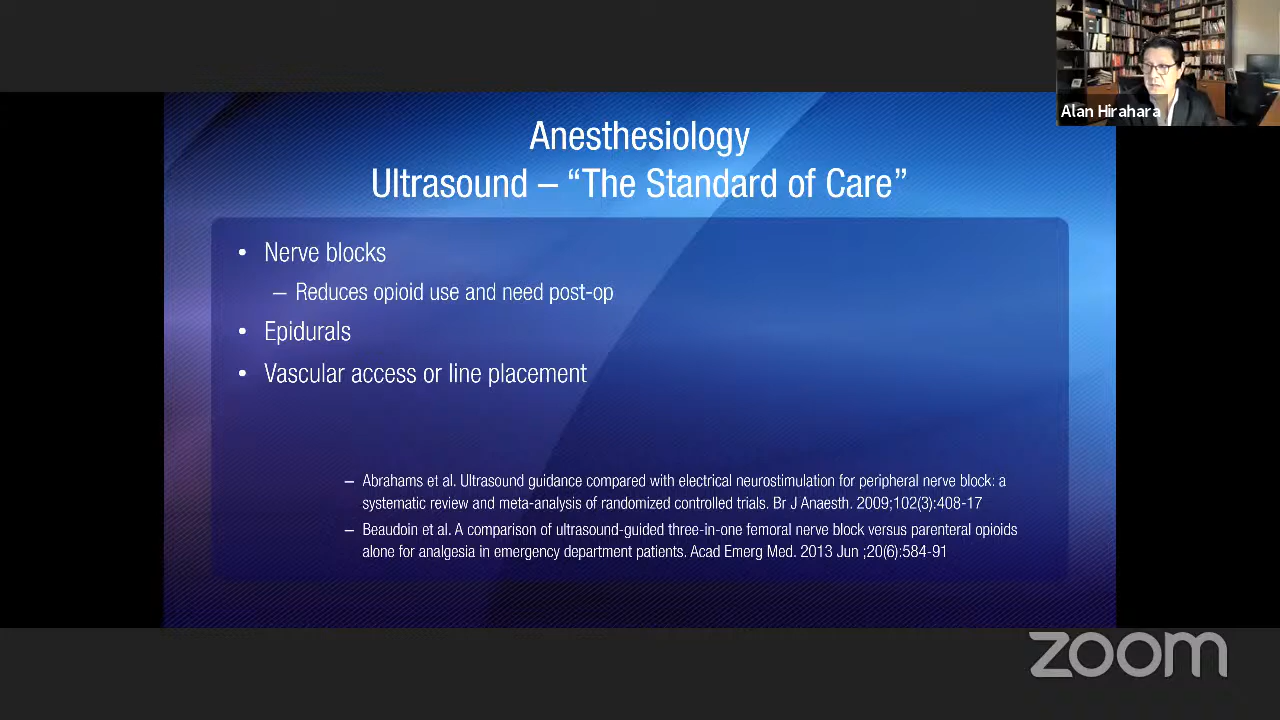 Alan Hirahara
Anesthesiology
Ultrasound – “The Standard of Care”
• Nerve blocks
– Reduces opioid use and need post-op
• Epidurals
• Vascular access or line placement
– Abrahams et al. Ultrasound guidance compared with electrical neurostimulation for peripheral nerve block: a
systematic review and meta-analysis of randomized controlled trials. Br J Anaesth. 2009;102(3):408-17
– Beaudoin et al. A comparison of ultrasound-guided three-in-one femoral nerve block versus parenteral opioids
alone for analgesia in emergency department patients. Acad Emerg Med. 2013 Jun ;20(6):584-91
zoom